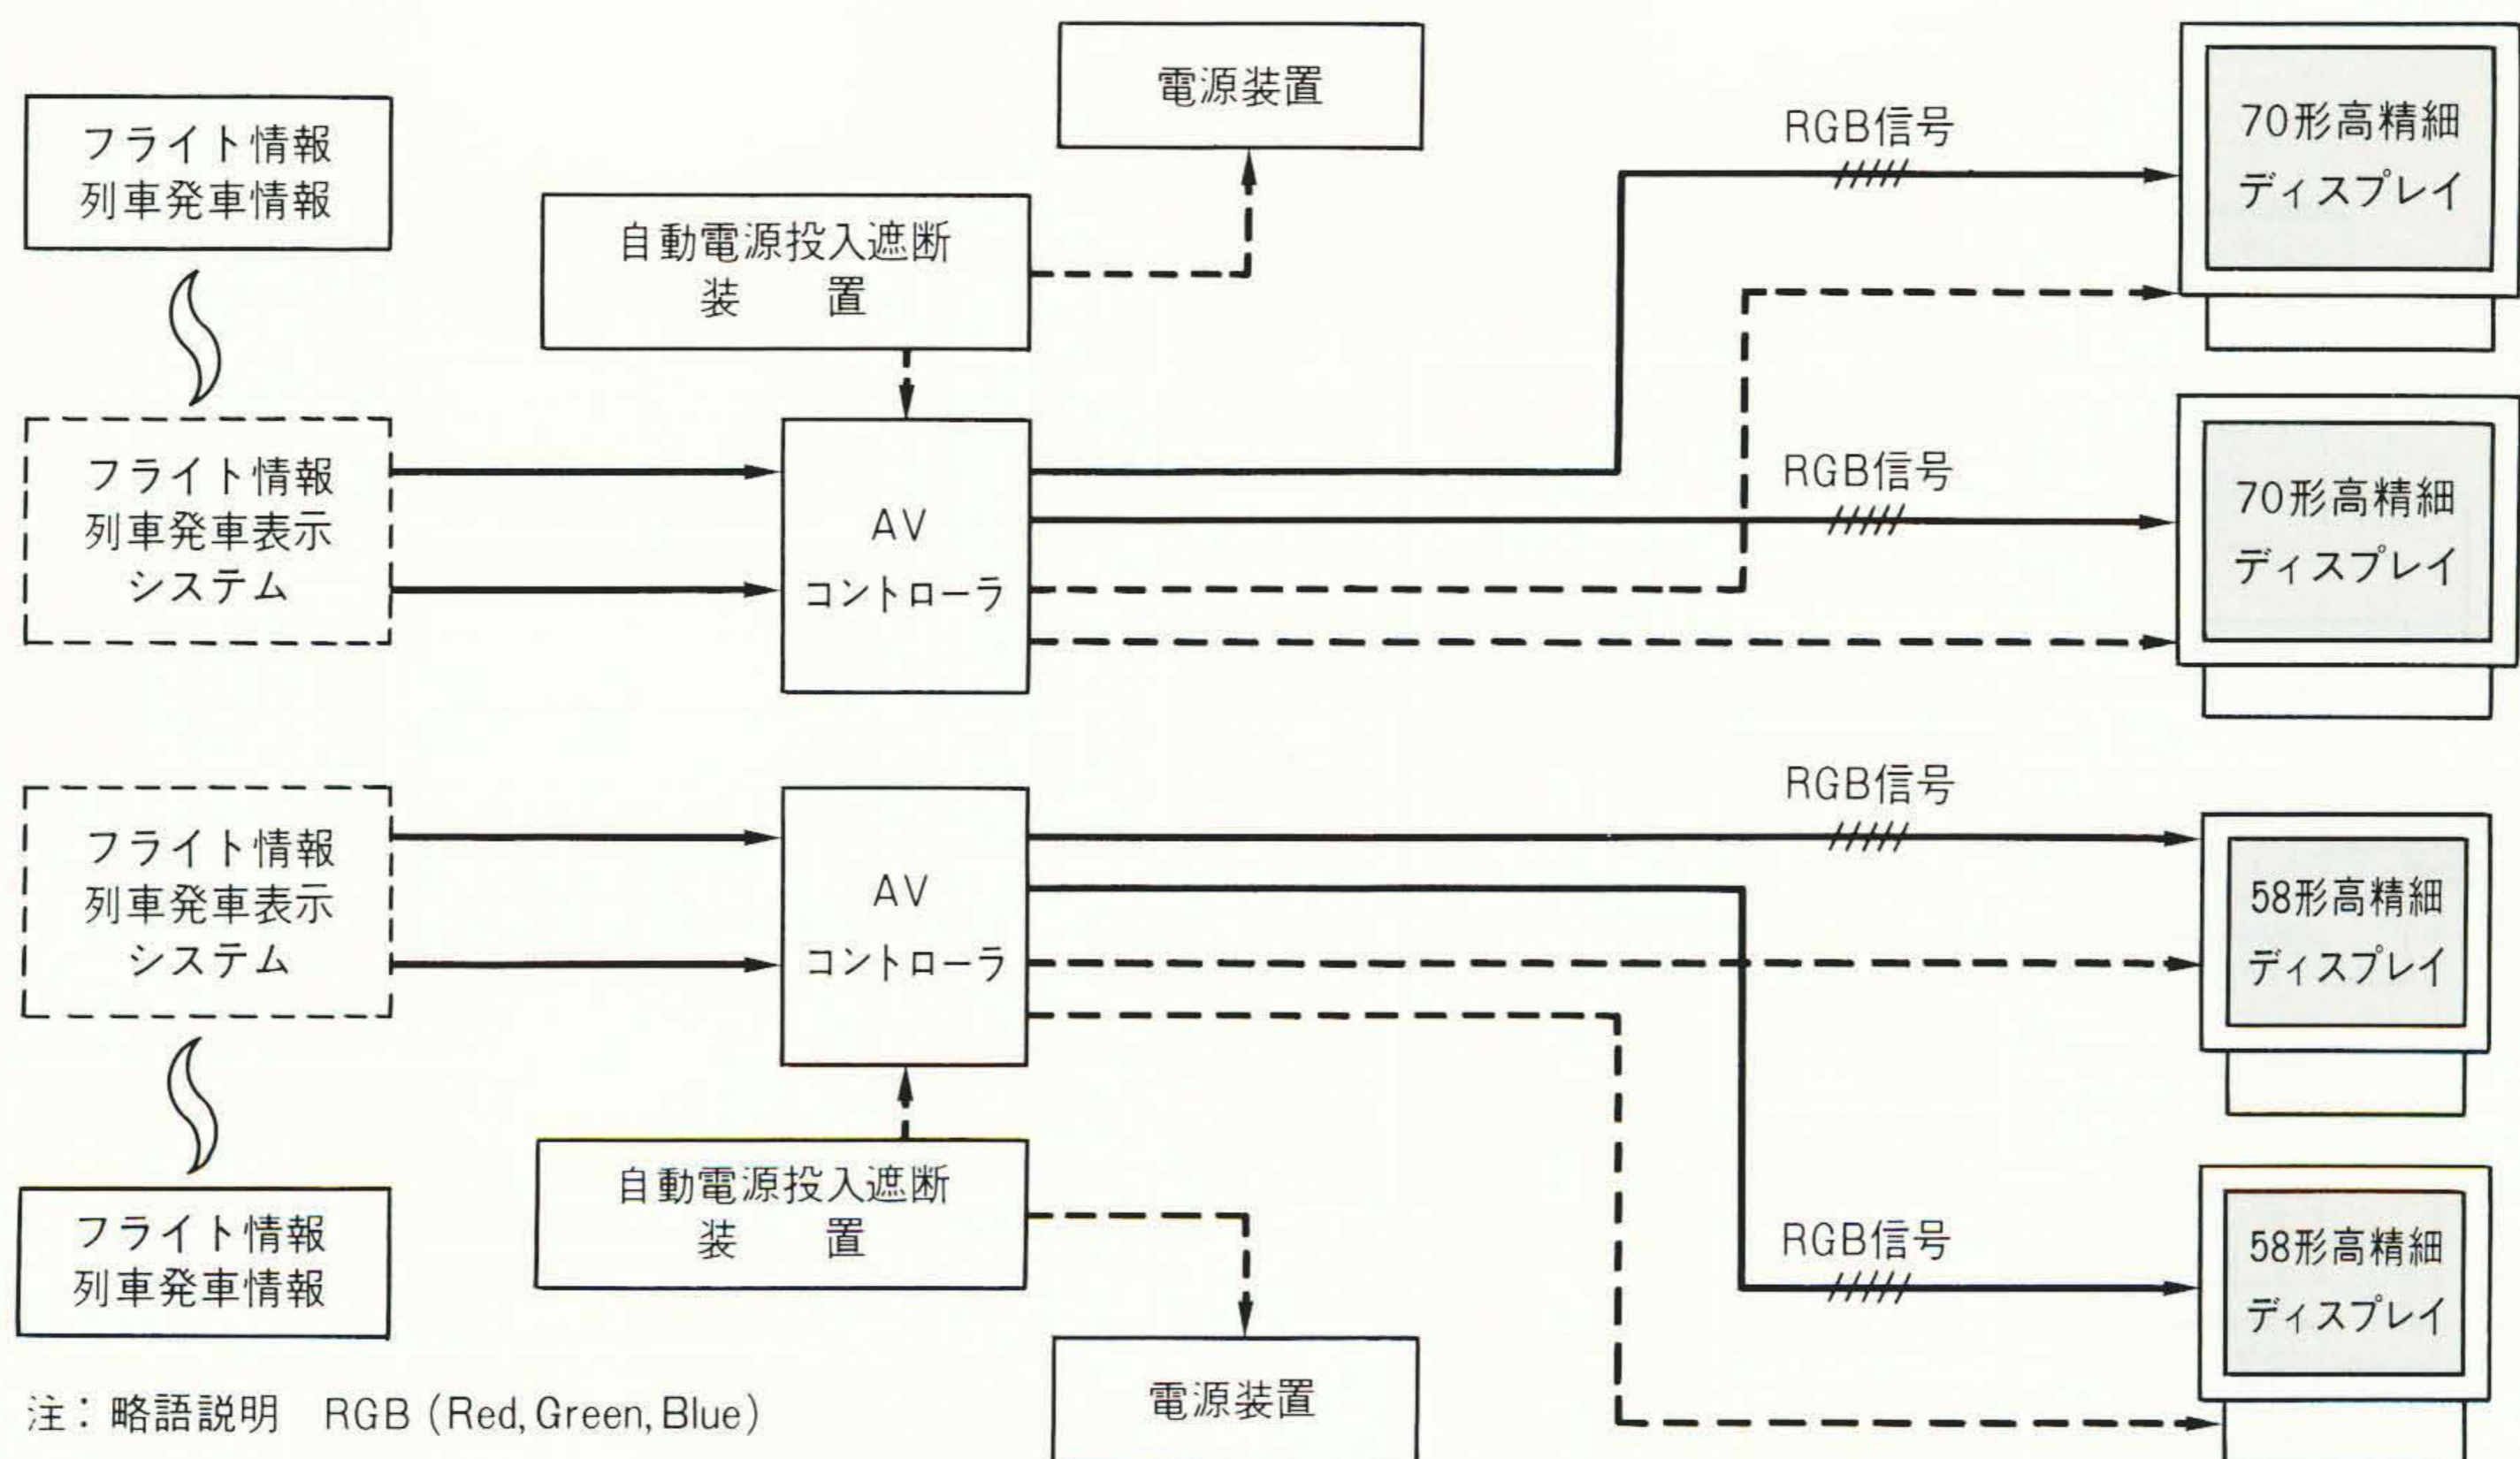 電源装置
フライト情報
列車発車情報
RGB信号
70形高精細
ディスプレイ
自動電源投入遮断
装　置
フライト情報
列車発車表示
システム
AV
コントローラ
RGB信号
70形高精細
ディスプレイ
フライト情報
列車発車表示
システム
AV
コントローラ
RGB信号
58形高精細
ディスプレイ
自動電源投入遮断
装　置
フライト情報
列車発車情報
RGB信号
58形高精細
ディスプレイ
電源装置
注：略語説明　RGB (Red, Green, Blue)